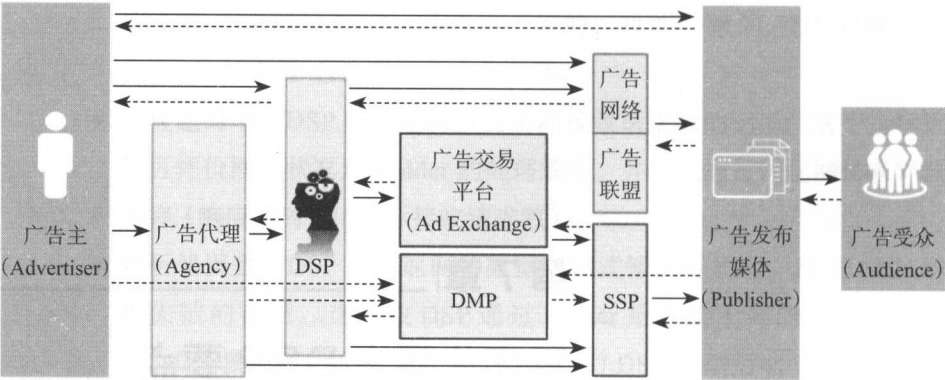 广告主
(Advertiser)
广告代理
(Agency)
DSP
广告交易
平台
(Ad Exchange)
DMP
广告
网络
广告
联盟
SSP
广告发布
媒体
(Publisher)
广告受众
(Audience)